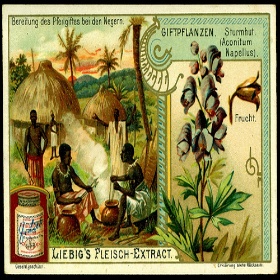 Bereitung des Pfeilgiftes bei den Negern.
GIFTPFLANZEN.
Sturmhut.
(Aconitum
Napellus).
Frucht.
LIEBIG'S FLEISCH-EXTRACT.